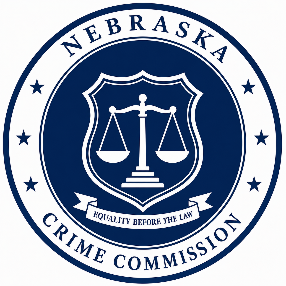 NEBRASKA
EQUALITY BEFORE THE LAW
CRIME COMMISSION